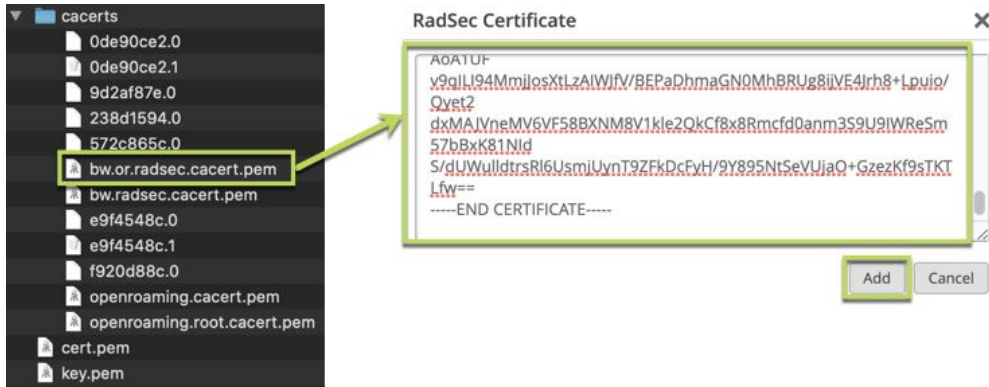 cacerts
0de90ce2.0
0de90ce2.1
9d2af87e.0
238d1594.0
572c865c.0
bw.or.radsec.cacert.pem
bw.radsec.cacert.pem
e9f4548c.0
e9f4548c.1
f920d88c.0
openroaming.cacert.pem
openroaming.root.cacert.pem
cert.pem
key.pem
RadSec Certificate
AoA1UF
v9qILI94MmjJosXtLzAIWJfV/BEPaDhmaGN0MhBRUg8ijVE4Jrh8+Lpuio/
Qyet2
dxMAJVneMV6VF58BXNM8V1kle2QkCf8x8Rmcfd0anm3S9U9IWReSm
57bBxK81NId
S/dUWulldtrsRl6UsmjUynT9ZFkDcFyH/9Y895NtSeVUjaO+GzezKf9sTKT
Lfw==
-----END CERTIFICATE-----
Add
Cancel